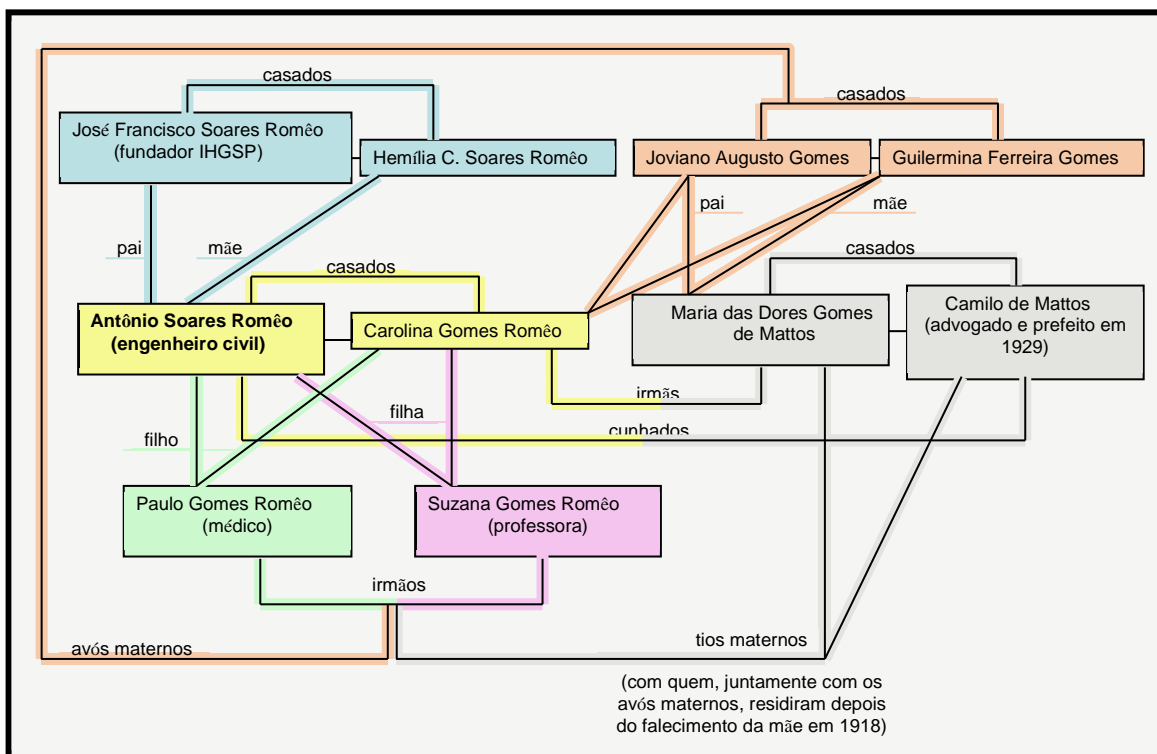 casados
casados
José Francisco Soares Romêo
(fundador IHGSP)
Hemília C. Soares Romêo
Joviano Augusto Gomes
Guilermina Ferreira Gomes
pai
mãe
pai
mãe
casados
casados
Antônio Soares Romêo
(engenheiro civil)
Carolina Gomes Romêo
Maria das Dores Gomes
de Mattos
Camilo de Mattos
(advogado e prefeito em
1929)
irmãs
filha
cunhados
filho
Paulo Gomes Romêo
(médico)
Suzana Gomes Romêo
(professora)
irmãos
avós maternos
tios maternos
(com quem, juntamente com os
avós maternos, residiram depois
do falecimento da mãe em 1918)